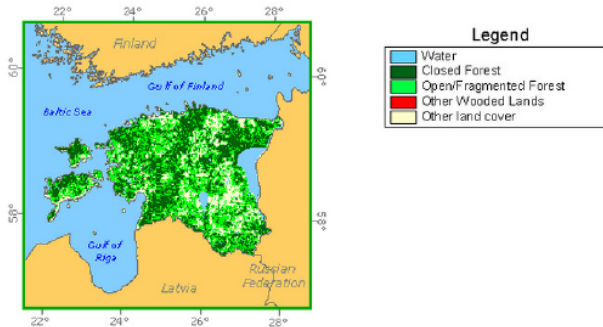 22° 24° 26° 28°
Finland
60°
60°
Gulf of Finland
Baltic Sea
58°
58°
Gulf of
Riga
Russian
Federation
Latvia
22° 24° 26° 28°
Legend
Water
Closed Forest
Open/Fragmented Forest
Other Wooded Lands
Other land cover